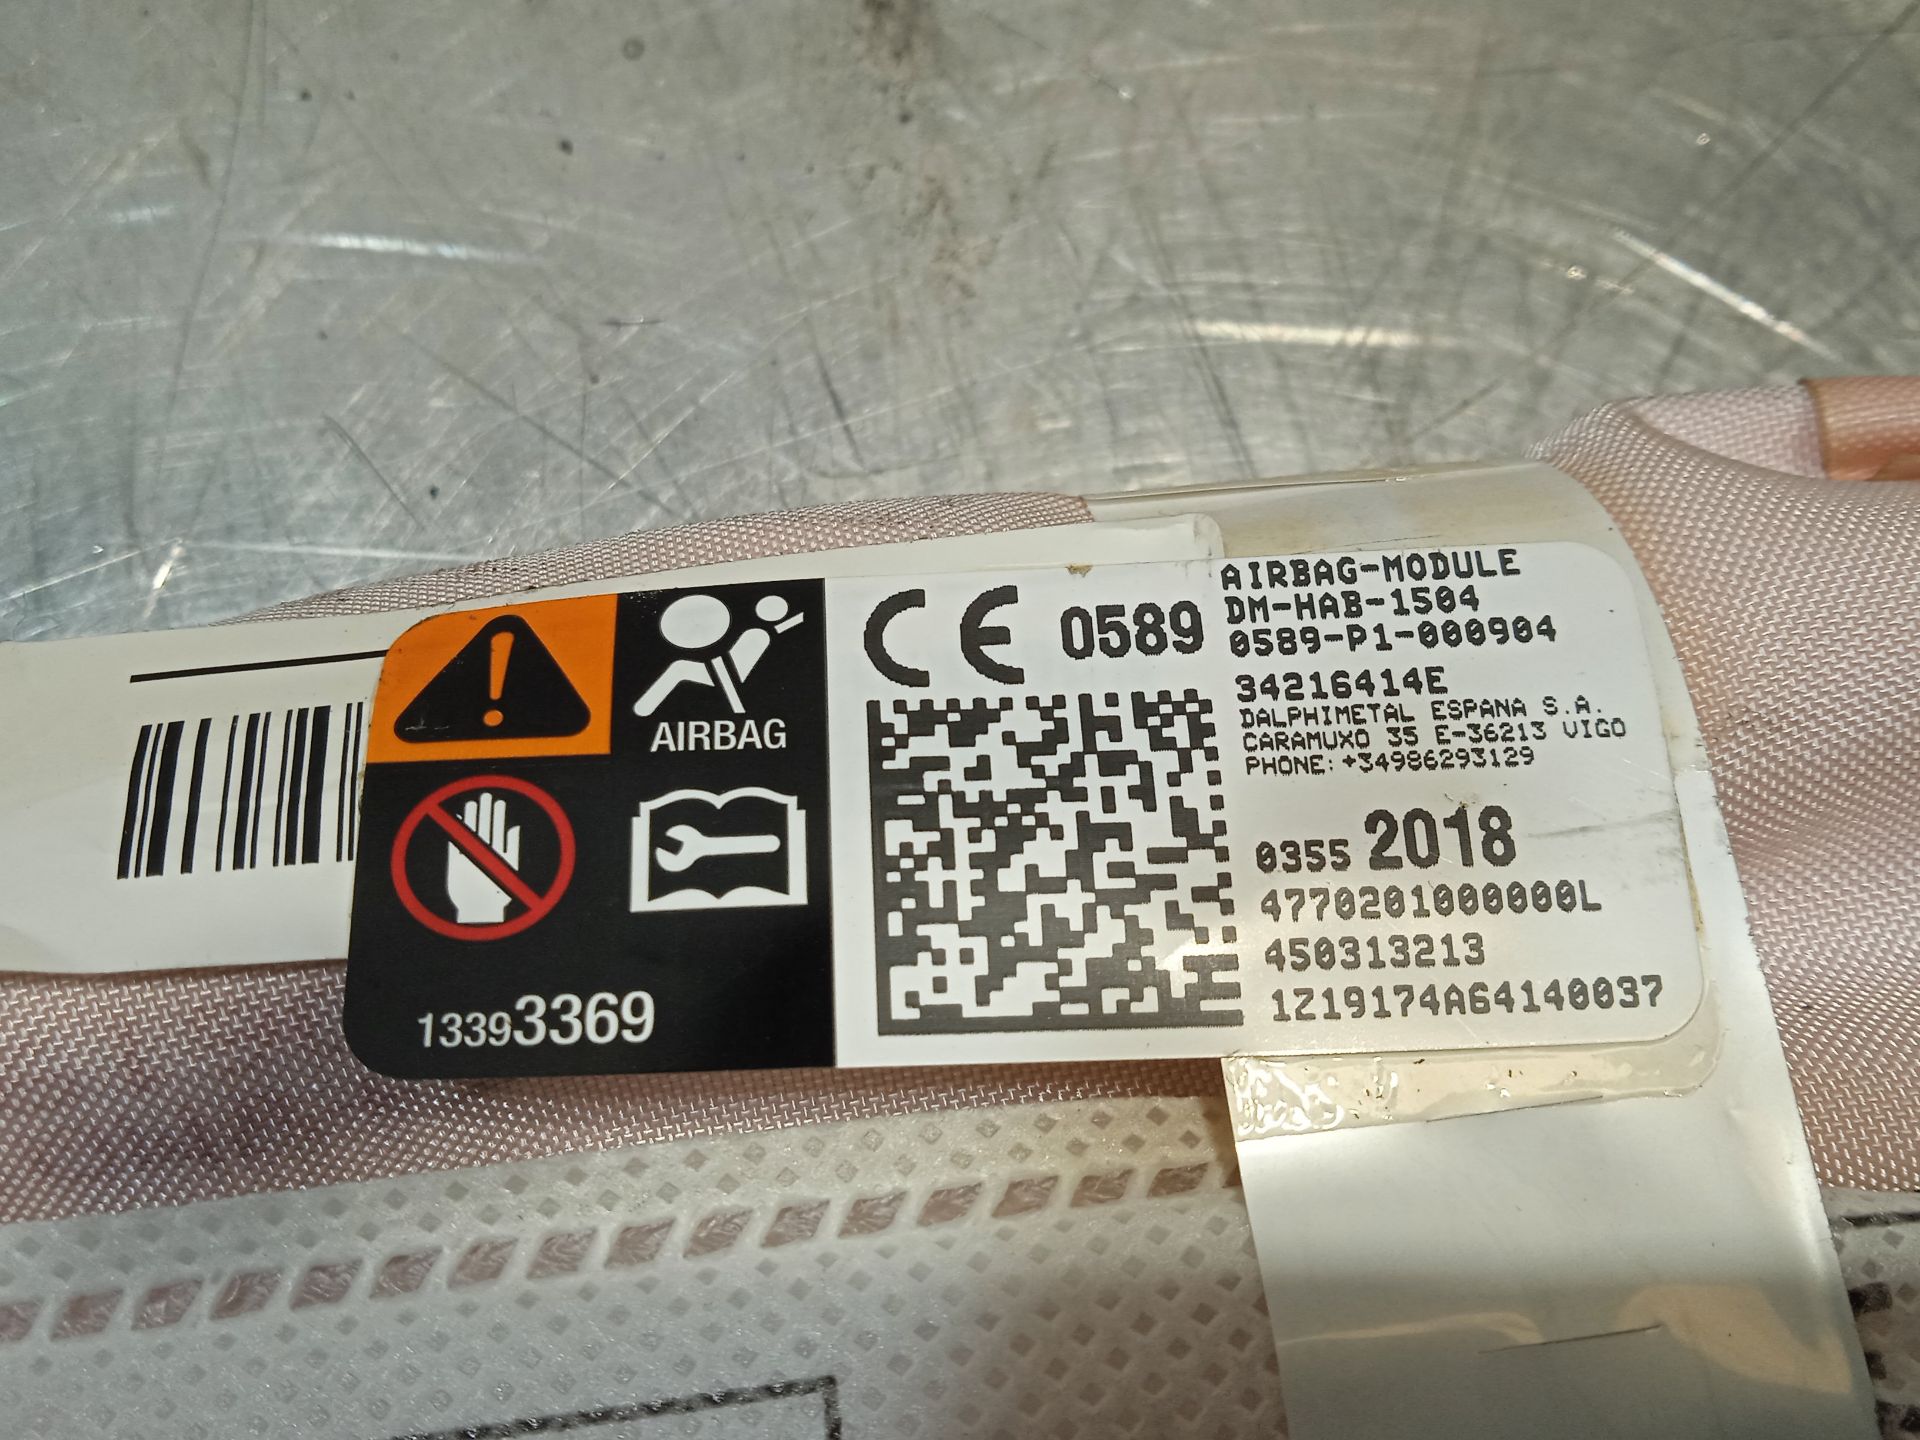 AIRBAG
13393369
CE 0589
AIRBAG-MODULE
DM-HAB-1504
0589-P1-000904
34216414E
DALPHIMETAL ESPANA S.A.
CARAMUXO 35 E-36213 VIGO
PHONE: +34986293129
0355 2018
4770201000000L
450313213
1Z19174A64140037